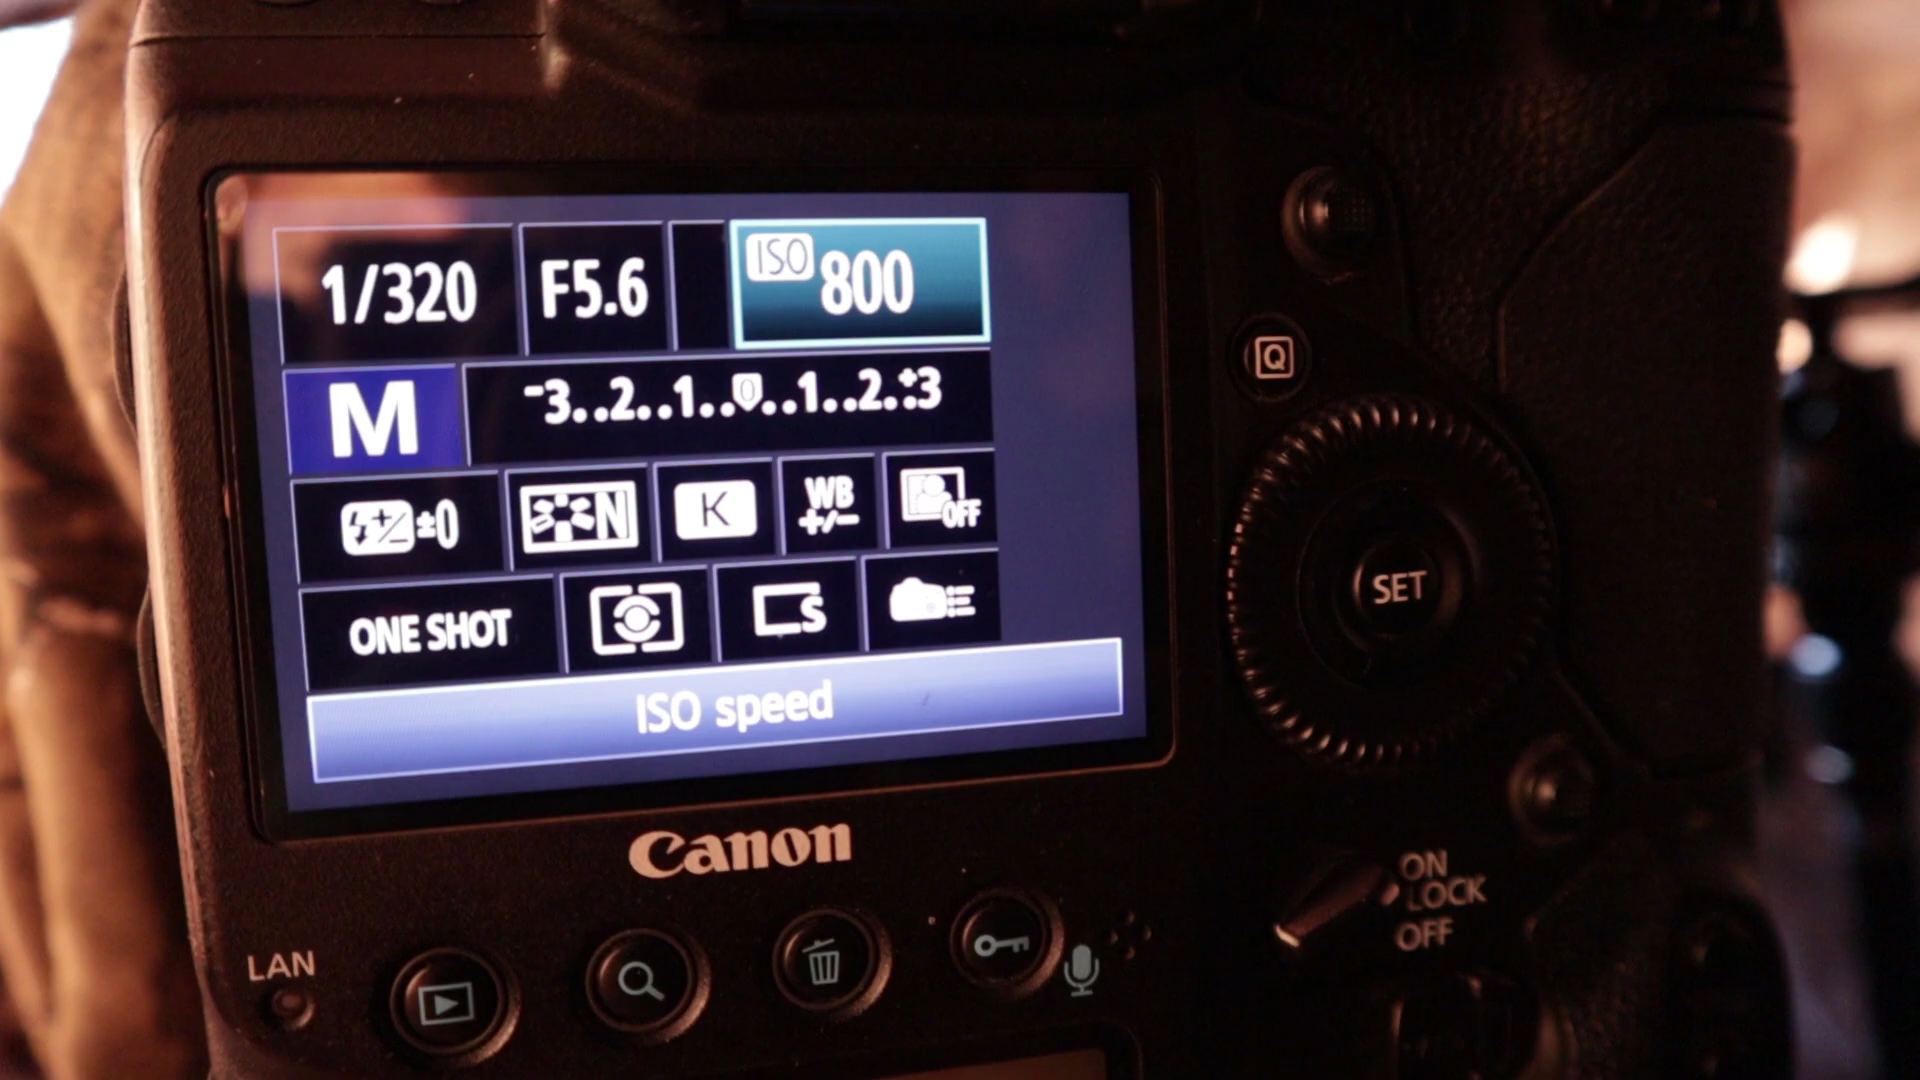 1/320 F5.6 ISO 800
M -3..2..1..0..1..2.:+3
±0 N K WB +/- OFF
ONE SHOT S
ISO speed
Canon
Q
SET
ON
LOCK
OFF
LAN